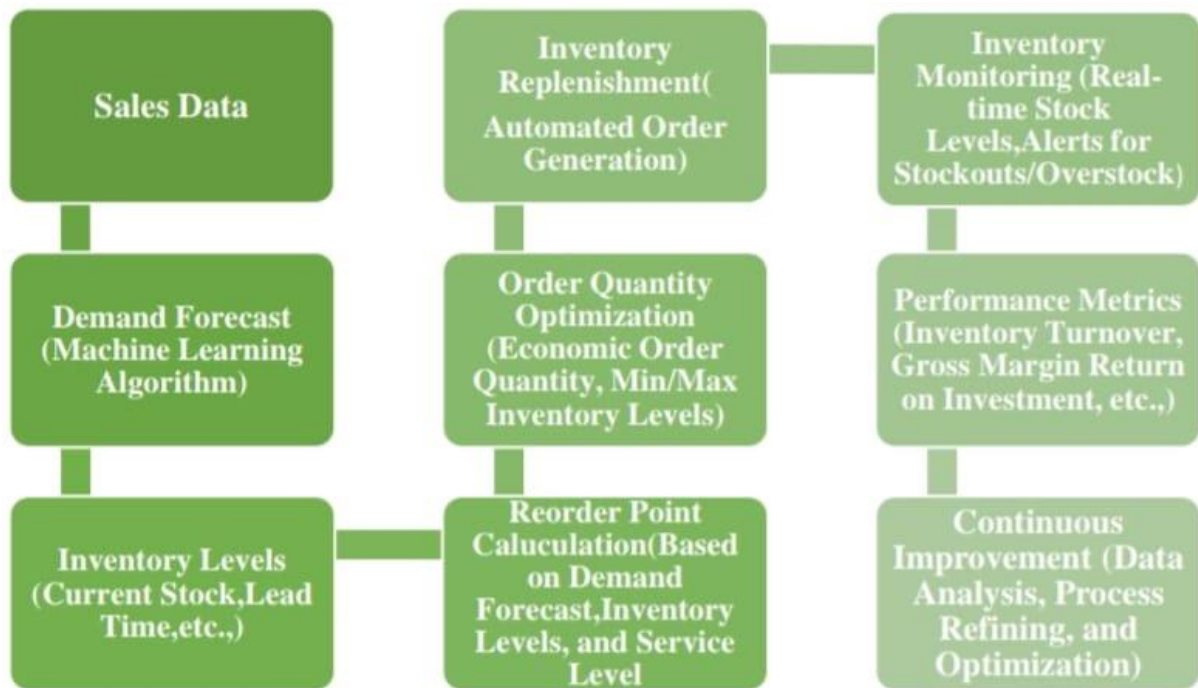 Sales Data
Demand Forecast
(Machine Learning
Algorithm)
Inventory Levels
(Current Stock,Lead
Time,etc.,)
Reorder Point
Caluculation(Based
on Demand
Forecast,Inventory
Levels, and Service
Level
Order Quantity
Optimization
(Economic Order
Quantity, Min/Max
Inventory Levels)
Inventory
Replenishment(
Automated Order
Generation)
Inventory
Monitoring (Real-
time Stock
Levels,Alerts for
Stockouts/Overstock)
Performance Metrics
(Inventory Turnover,
Gross Margin Return
on Investment, etc.,)
Continuous
Improvement (Data
Analysis, Process
Refining, and
Optimization)